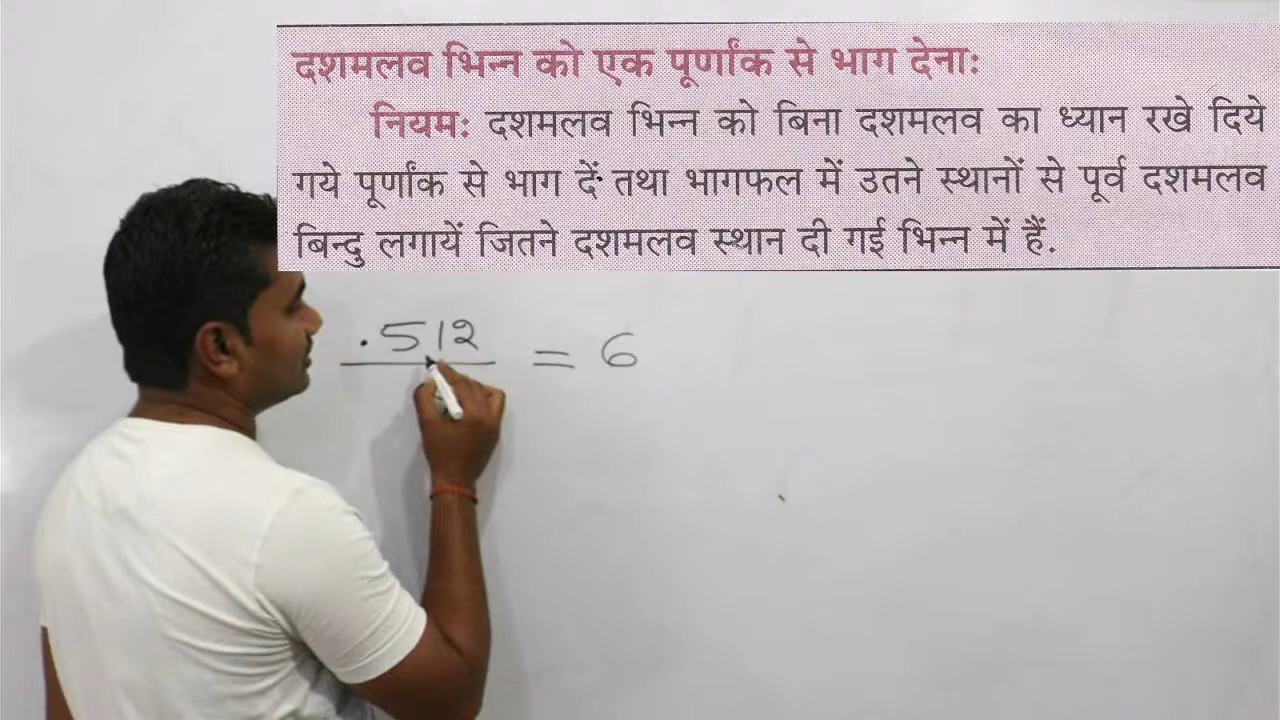 दशमलव भिन्न को एक पूर्णांक से भाग देनाः
नियमः दशमलव भिन्न को बिना दशमलव का ध्यान रखे दिये
गये पूर्णांक से भाग दें तथा भागफल में उतने स्थानों से पूर्व दशमलव
बिन्दु लगायें जितने दशमलव स्थान दी गई भिन्न में हैं.
.512 = 6